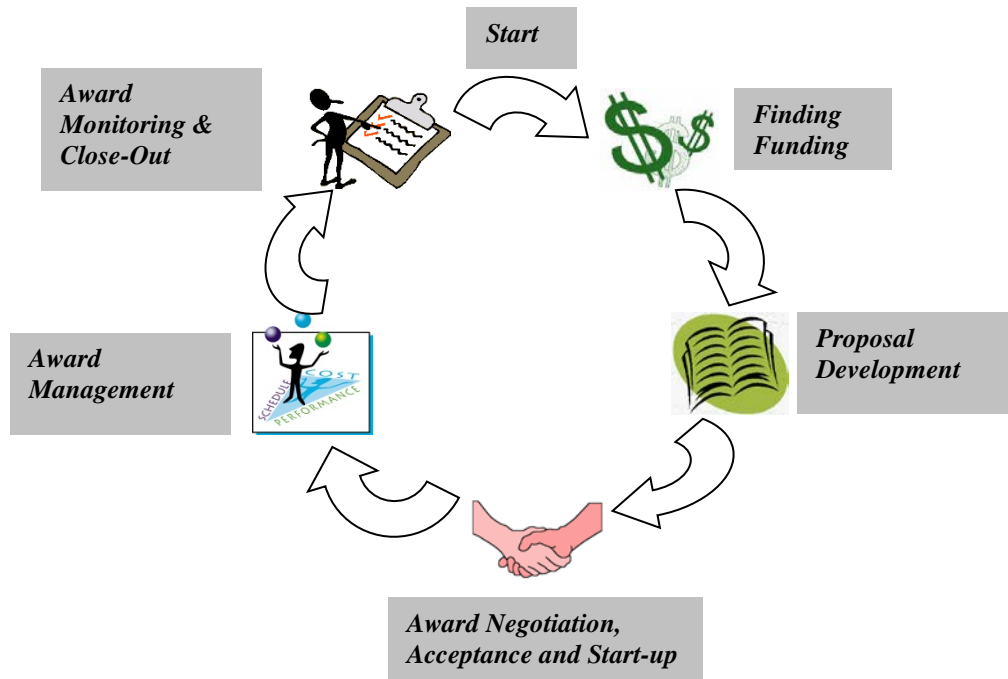 Start
Finding
Funding
Proposal
Development
Award Negotiation,
Acceptance and Start-up
Award
Management
SCHEDULE
COST
PERFORMANCE
Award
Monitoring &
Close-Out